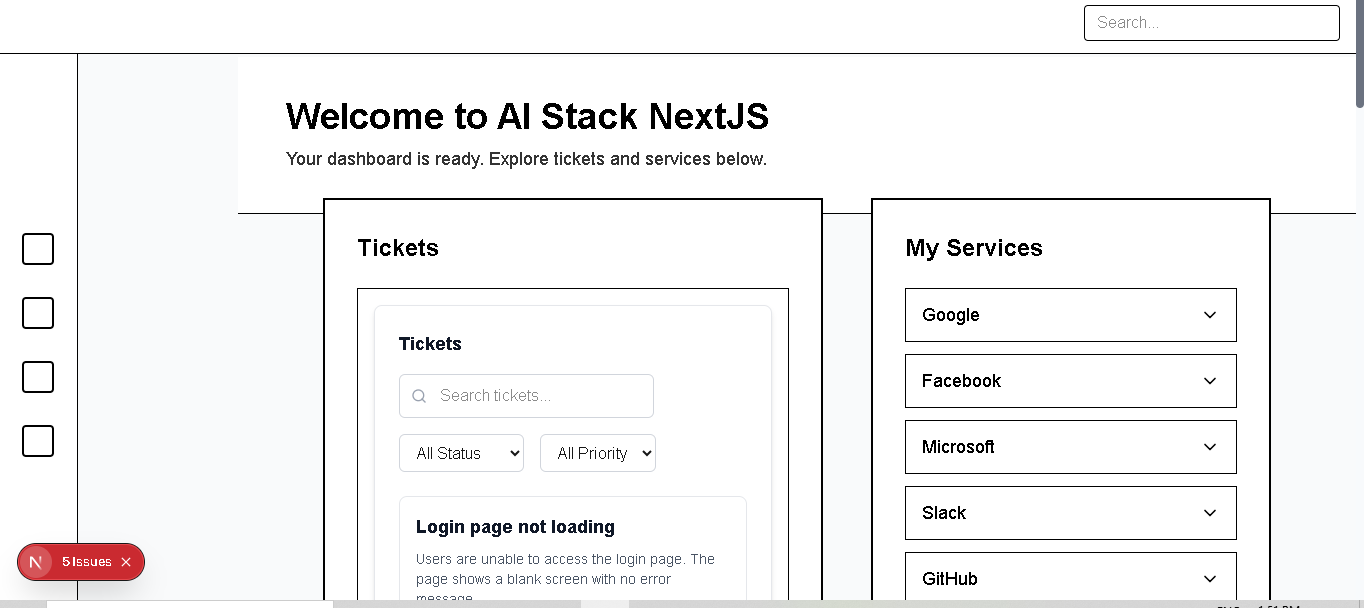 Search...
Welcome to AI Stack NextJS
Your dashboard is ready. Explore tickets and services below.
Tickets
My Services
Tickets
Search tickets...
All Status
All Priority
Login page not loading
Users are unable to access the login page. The
page shows a blank screen with no error
message
Google
Facebook
Microsoft
Slack
GitHub
N
5 Issues